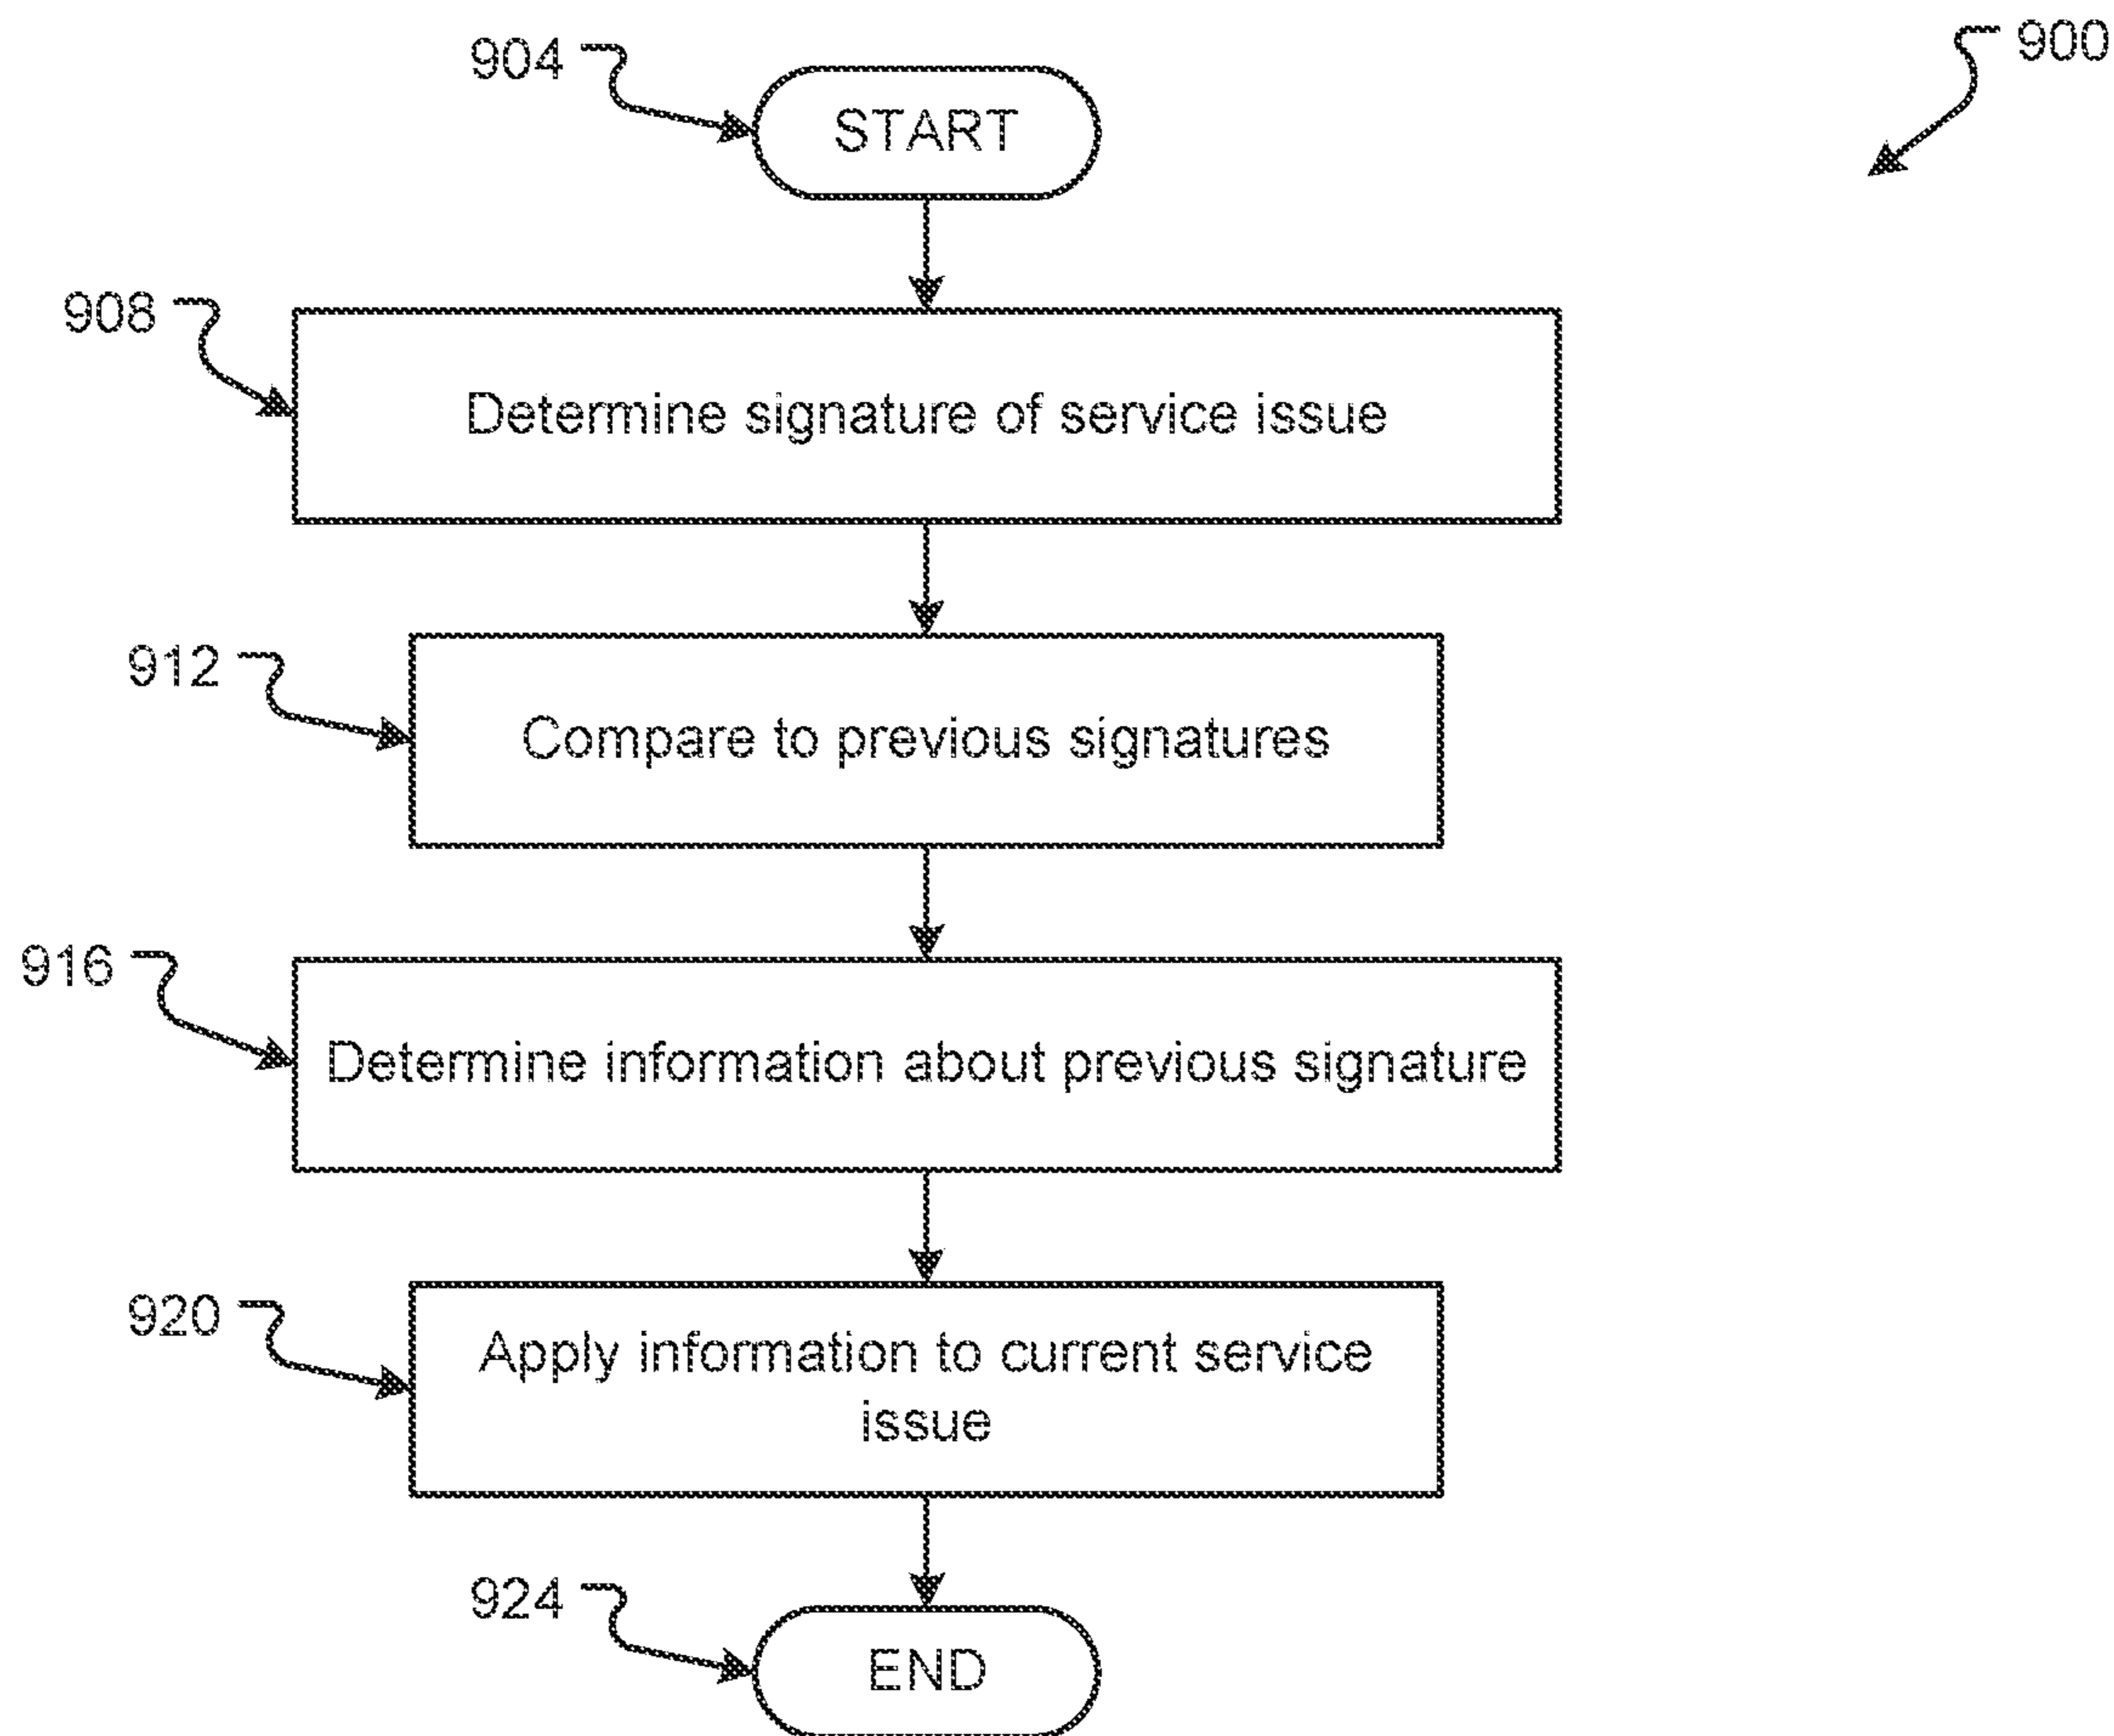 900
904
START
908
Determine signature of service issue
912
Compare to previous signatures
916
Determine information about previous signature
920
Apply information to current service
issue
924
END